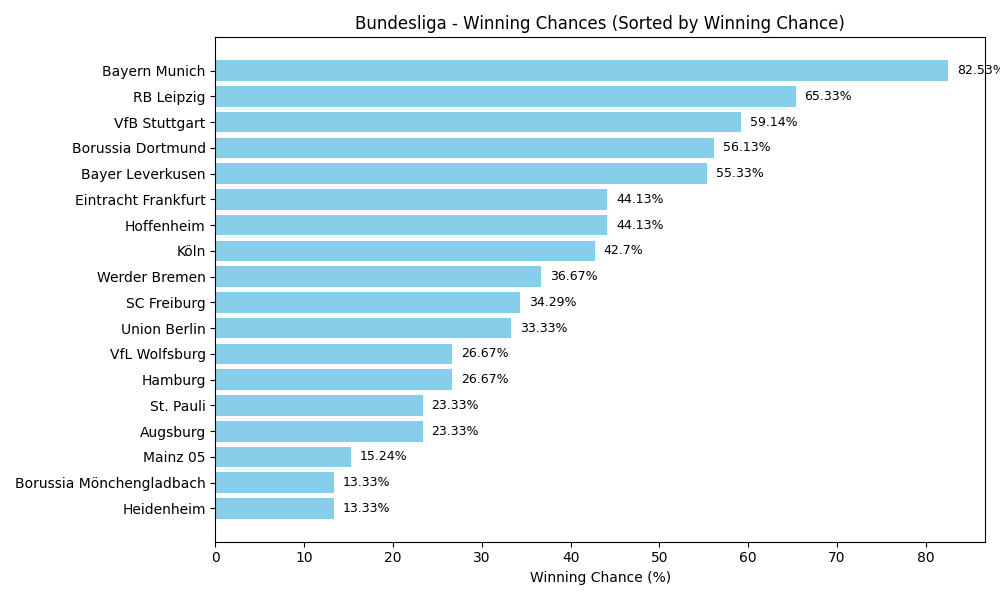 Bundesliga - Winning Chances (Sorted by Winning Chance)
Bayern Munich 82.53%
RB Leipzig 65.33%
VfB Stuttgart 59.14%
Borussia Dortmund 56.13%
Bayer Leverkusen 55.33%
Eintracht Frankfurt 44.13%
Hoffenheim 44.13%
Köln 42.7%
Werder Bremen 36.67%
SC Freiburg 34.29%
Union Berlin 33.33%
VfL Wolfsburg 26.67%
Hamburg 26.67%
St. Pauli 23.33%
Augsburg 23.33%
Mainz 05 15.24%
Borussia Mönchengladbach 13.33%
Heidenheim 13.33%
0 10 20 30 40 50 60 70 80
Winning Chance (%)